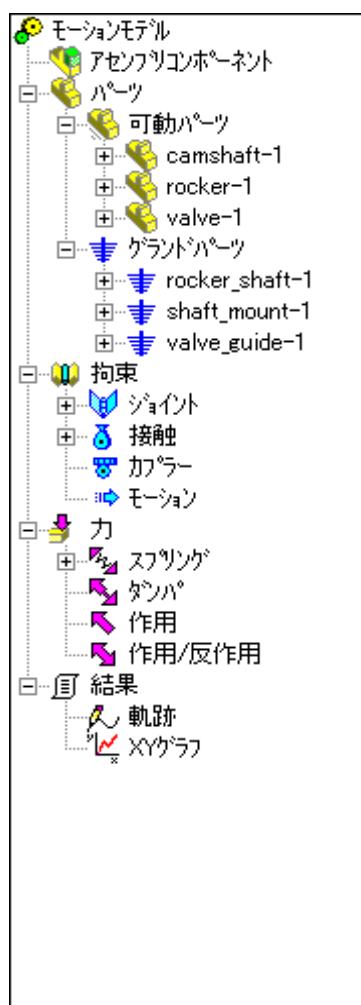 モーションモデル
アセンブリコンポーネント
パーツ
可動パーツ
camshaft-1
rocker-1
valve-1
グランドパーツ
rocker_shaft-1
shaft_mount-1
valve_guide-1
拘束
ジョイント
接触
カプラー
モーション
力
スプリング
ダンパ
作用
作用/反作用
結果
軌跡
XYグラフ